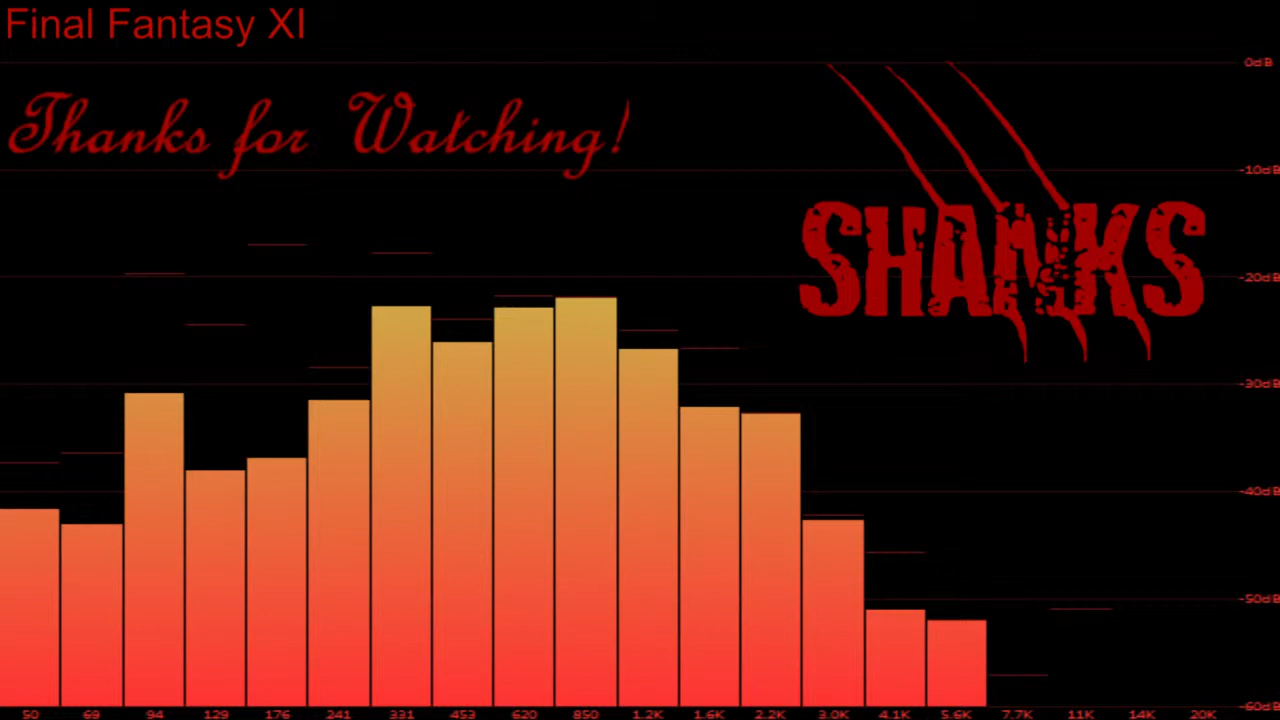 Final Fantasy XI
0dB
Thanks for Watching!
-10dB
SHANKS
-20dB
-30dB
-40dB
-50dB
-60dB
50 69 94 129 176 241 331 453 620 850 1.2K 1.6K 2.2K 3.0K 4.1K 5.6K 7.7K 11K 14K 20K